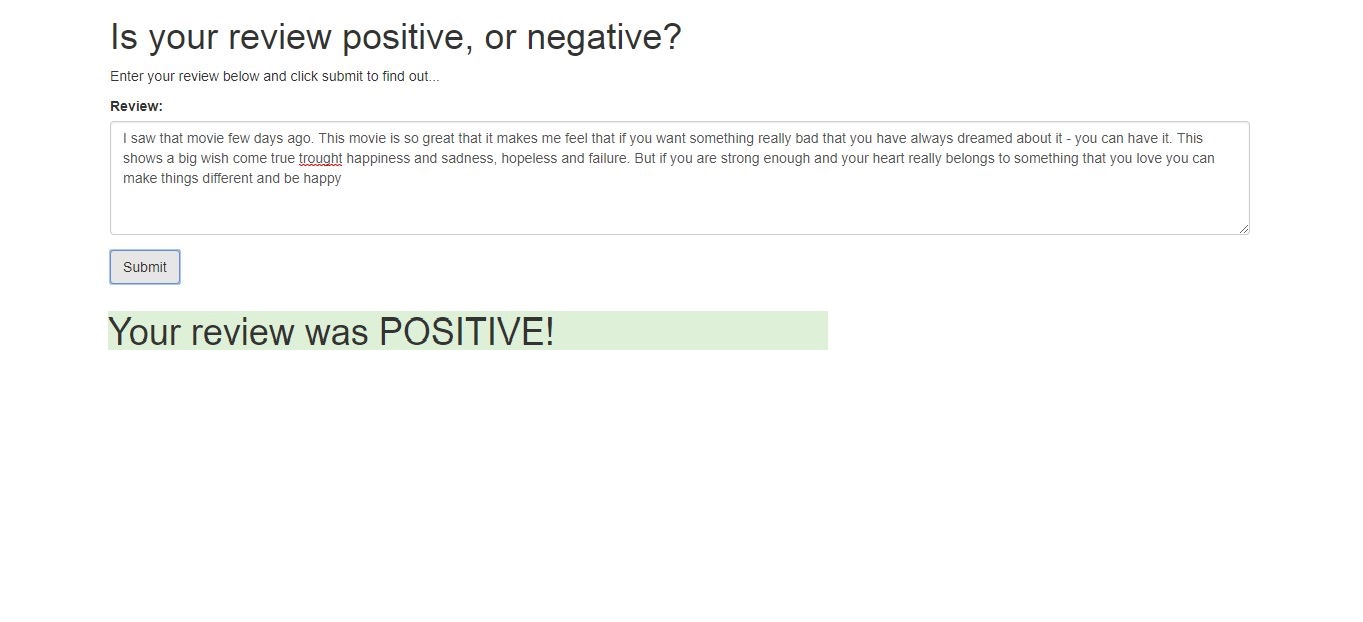 Is your review positive, or negative?
Enter your review below and click submit to find out...
Review:
I saw that movie few days ago. This movie is so great that it makes me feel that if you want something really bad that you have always dreamed about it - you can have it. This
shows a big wish come true trought happiness and sadness, hopeless and failure. But if you are strong enough and your heart really belongs to something that you love you can
make things different and be happy
Submit
Your review was POSITIVE!